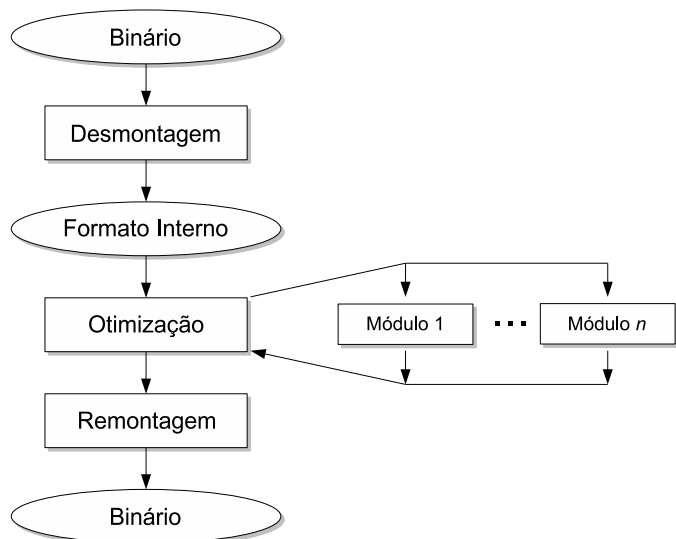 Binário
Desmontagem
Formato Interno
Otimização
Módulo 1
Módulo n
Remontagem
Binário